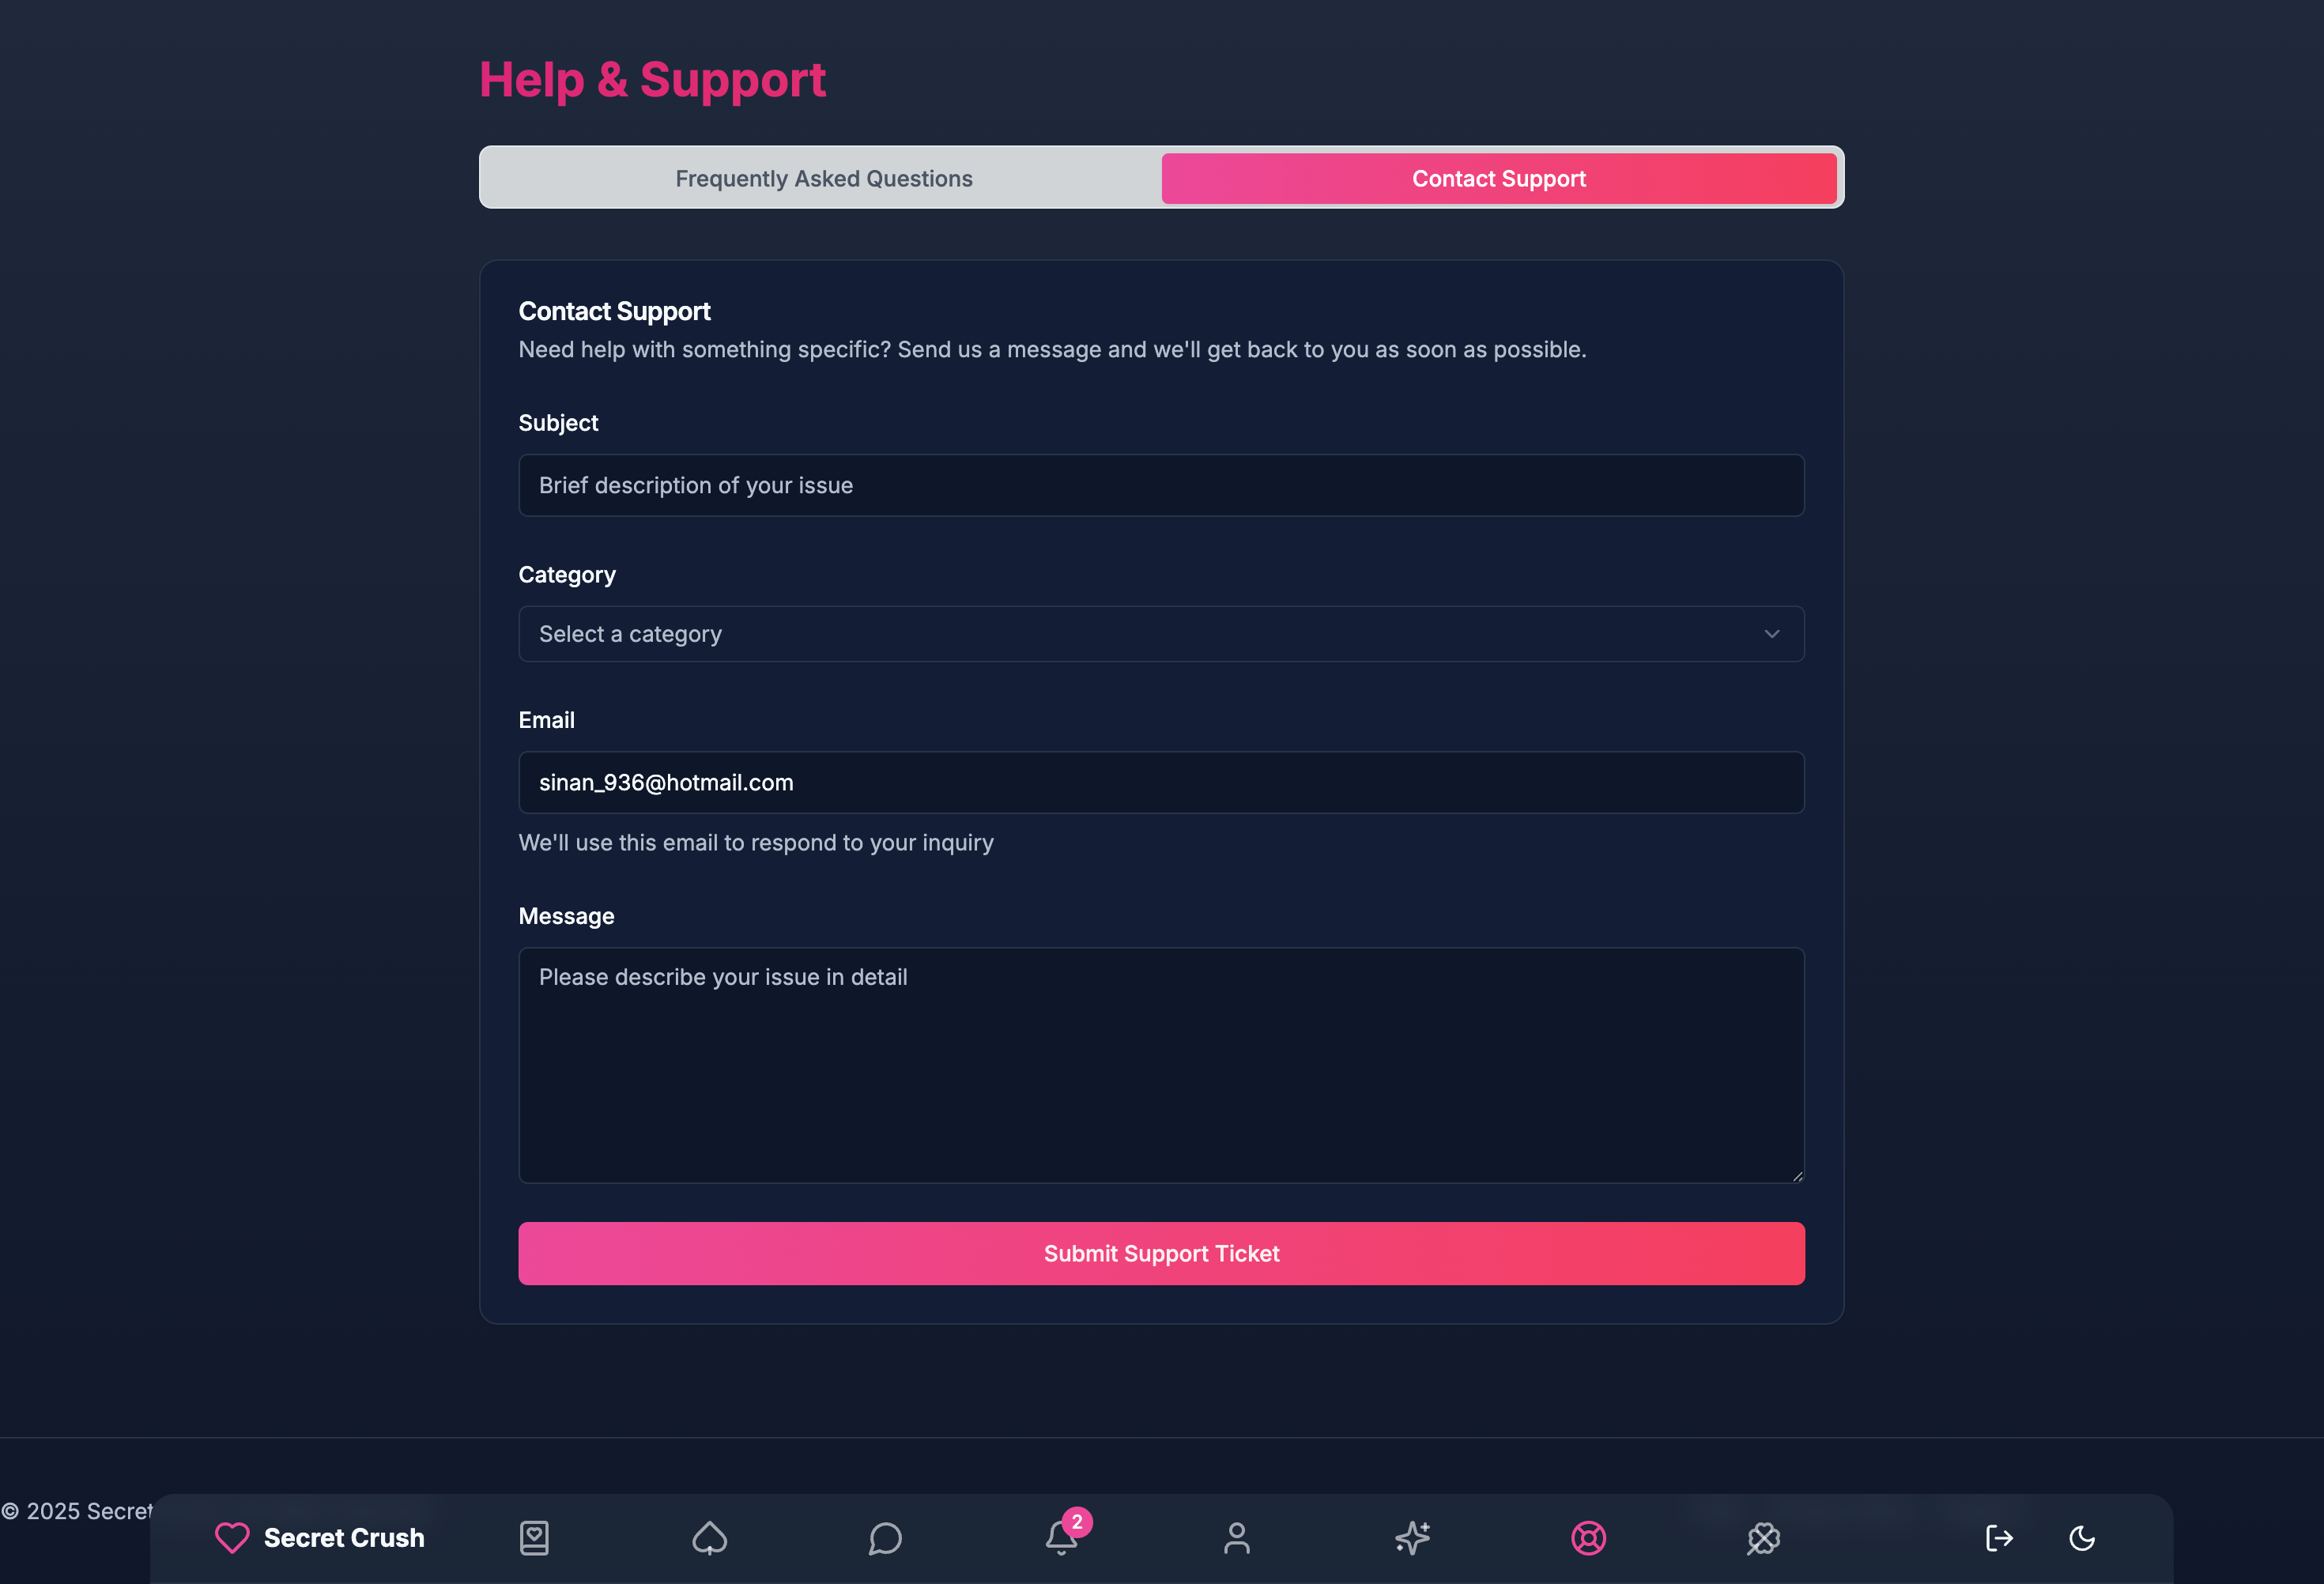 Help & Support
Frequently Asked Questions
Contact Support
Contact Support
Need help with something specific? Send us a message and we'll get back to you as soon as possible.
Subject
Brief description of your issue
Category
Select a category
Email
sinan_936@hotmail.com
We'll use this email to respond to your inquiry
Message
Please describe your issue in detail
Submit Support Ticket
© 2025 Secret
Secret Crush
2